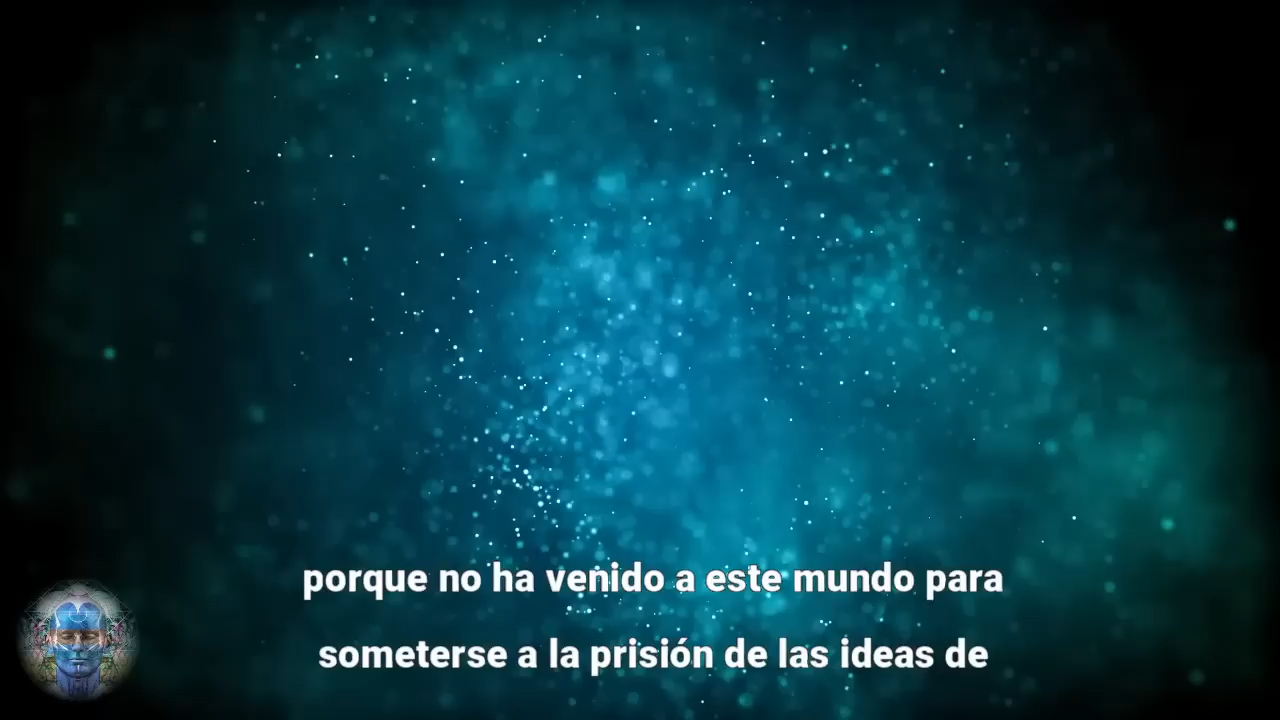 porque no ha venido a este mundo para
someterse a la prisión de las ideas de